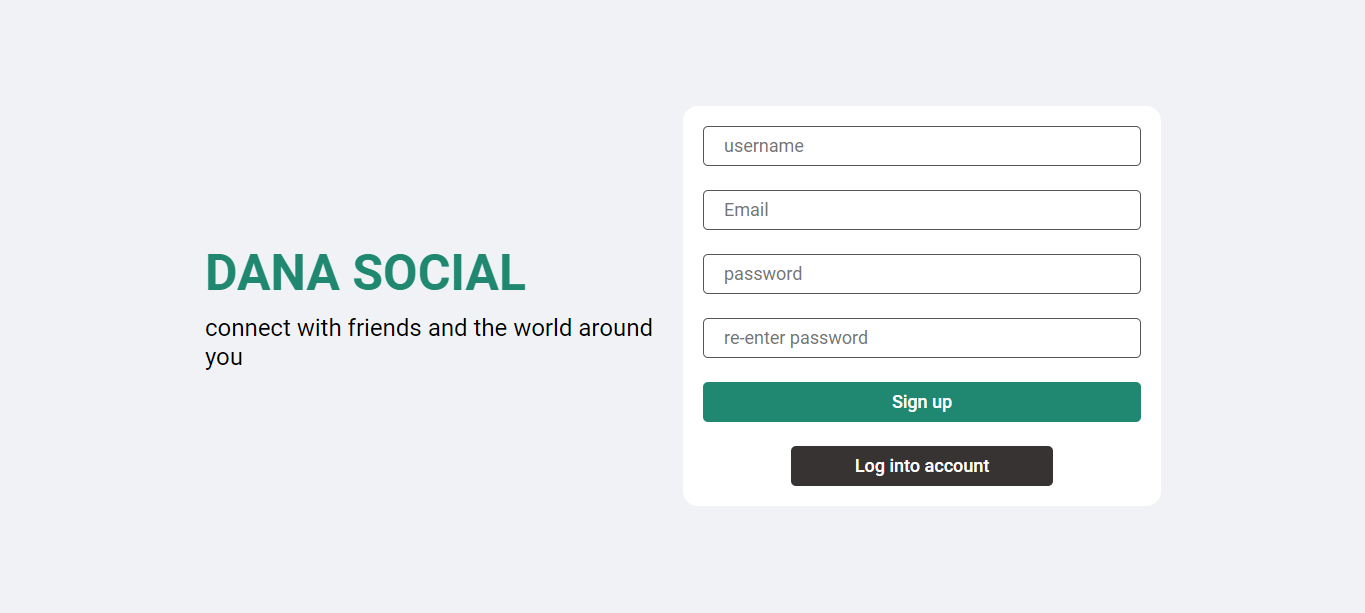 DANA SOCIAL
connect with friends and the world around
you
username
Email
password
re-enter password
Sign up
Log into account